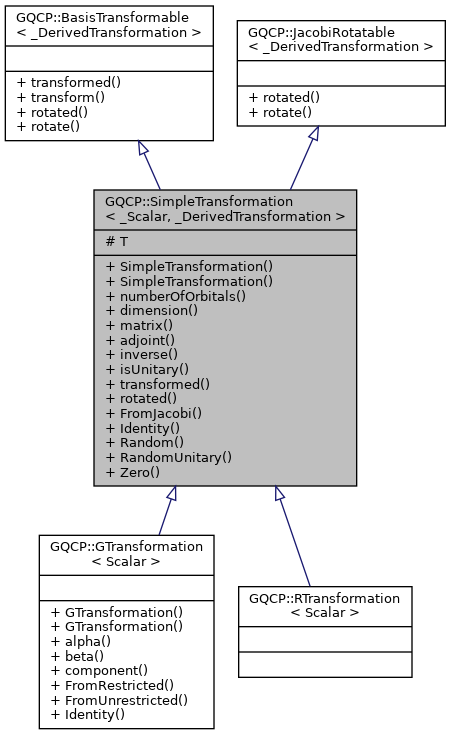 GQCP::BasisTransformable
< _DerivedTransformation >
+ transformed()
+ transform()
+ rotated()
+ rotate()
GQCP::JacobiRotatable
< _DerivedTransformation >
+ rotated()
+ rotate()
GQCP::SimpleTransformation
< _Scalar, _DerivedTransformation >
# T
+ SimpleTransformation()
+ SimpleTransformation()
+ numberOfOrbitals()
+ dimension()
+ matrix()
+ adjoint()
+ inverse()
+ isUnitary()
+ transformed()
+ rotated()
+ FromJacobi()
+ Identity()
+ Random()
+ RandomUnitary()
+ Zero()
GQCP::GTransformation
< Scalar >
+ GTransformation()
+ GTransformation()
+ alpha()
+ beta()
+ component()
+ FromRestricted()
+ FromUnrestricted()
+ Identity()
GQCP::RTransformation
< Scalar >